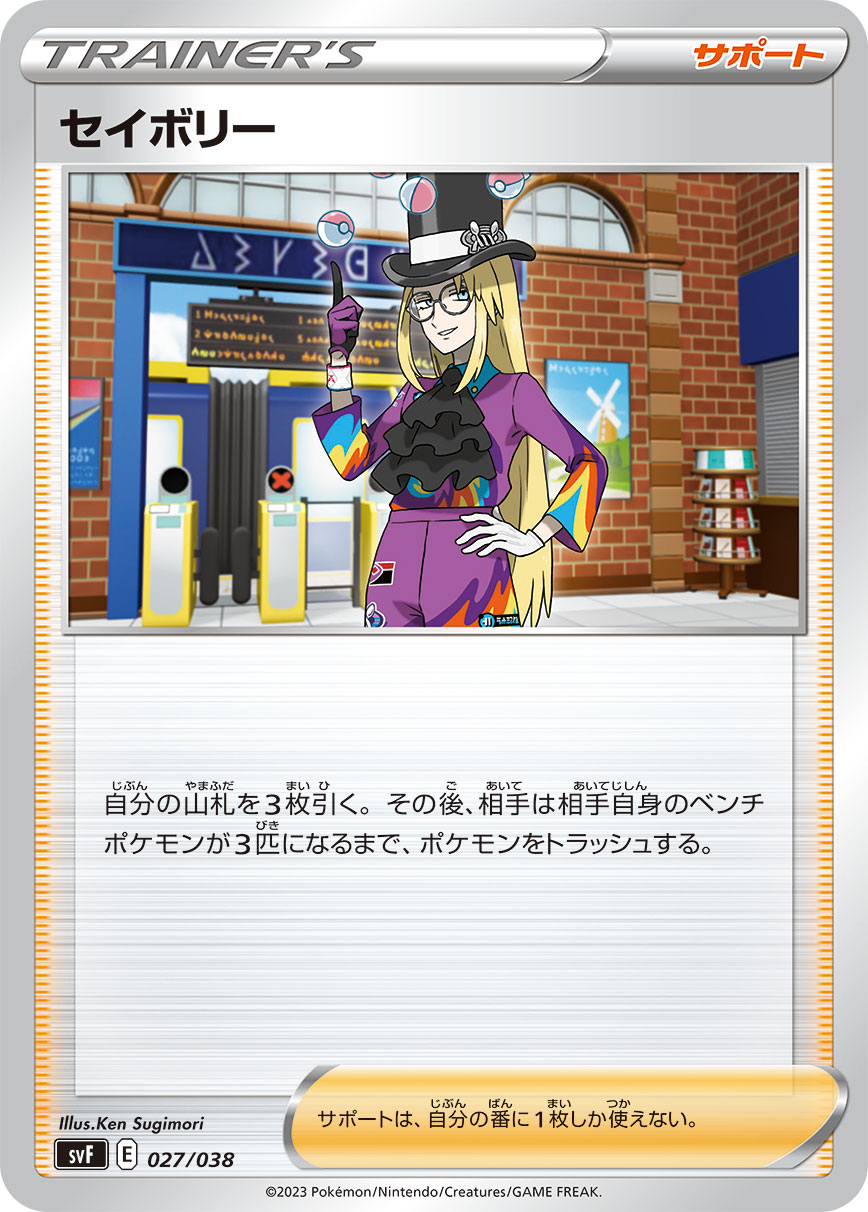 TRAINER'S
サポート
セイボリー
自分の山札を3枚引く。その後、相手は相手自身のベンチ
ポケモンが3匹になるまで、ポケモンをトラッシュする。
サポートは、自分の番に1枚しか使えない。
Illus.Ken Sugimori
svF E 027/038
©2023 Pokémon/Nintendo/Creatures/GAME FREAK.